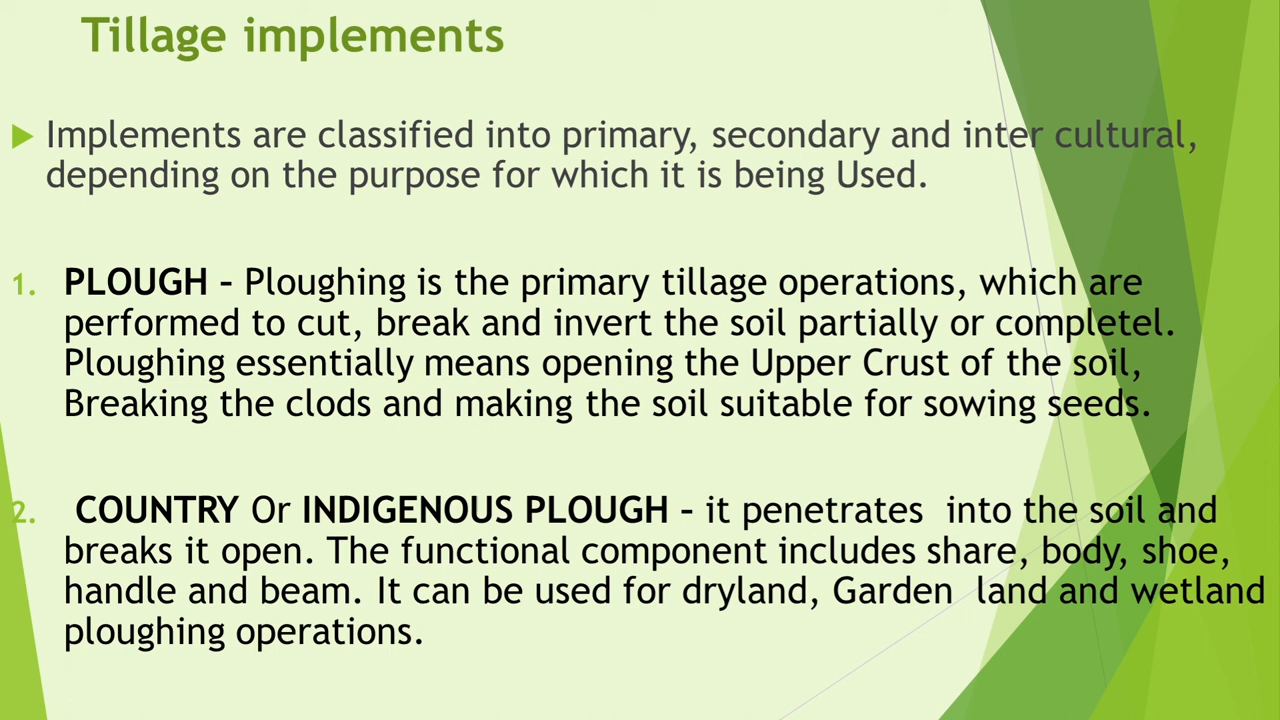 Tillage implements
Implements are classified into primary, secondary and inter cultural,
depending on the purpose for which it is being Used.
1. PLOUGH – Ploughing is the primary tillage operations, which are
performed to cut, break and invert the soil partially or completel.
Ploughing essentially means opening the Upper Crust of the soil,
Breaking the clods and making the soil suitable for sowing seeds.
2. COUNTRY Or INDIGENOUS PLOUGH – it penetrates into the soil and
breaks it open. The functional component includes share, body, shoe,
handle and beam. It can be used for dryland, Garden land and wetland
ploughing operations.